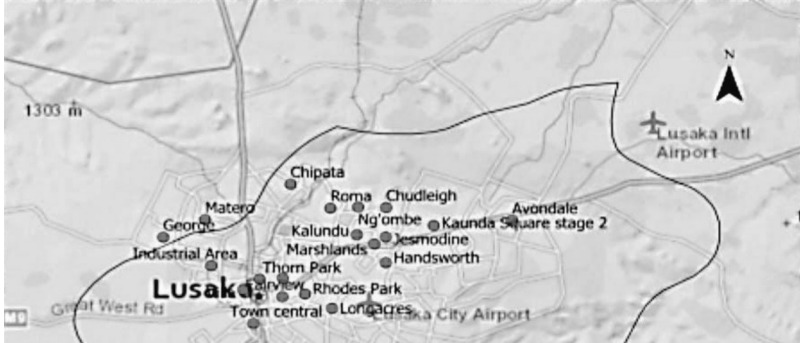 N
1303 m
Lusaka Intl
Airport
Chipata
Roma
Chudleigh
Matero
Avondale
George
Ng'ombe
Kaunda Square stage 2
Kalundu
Jesmodine
Marshlands
Industrial Area
Handsworth
Thorn Park
Lusaka
Fairview
Rhodes Park
Great West Rd
Town central
Longacres
Lusaka City Airport